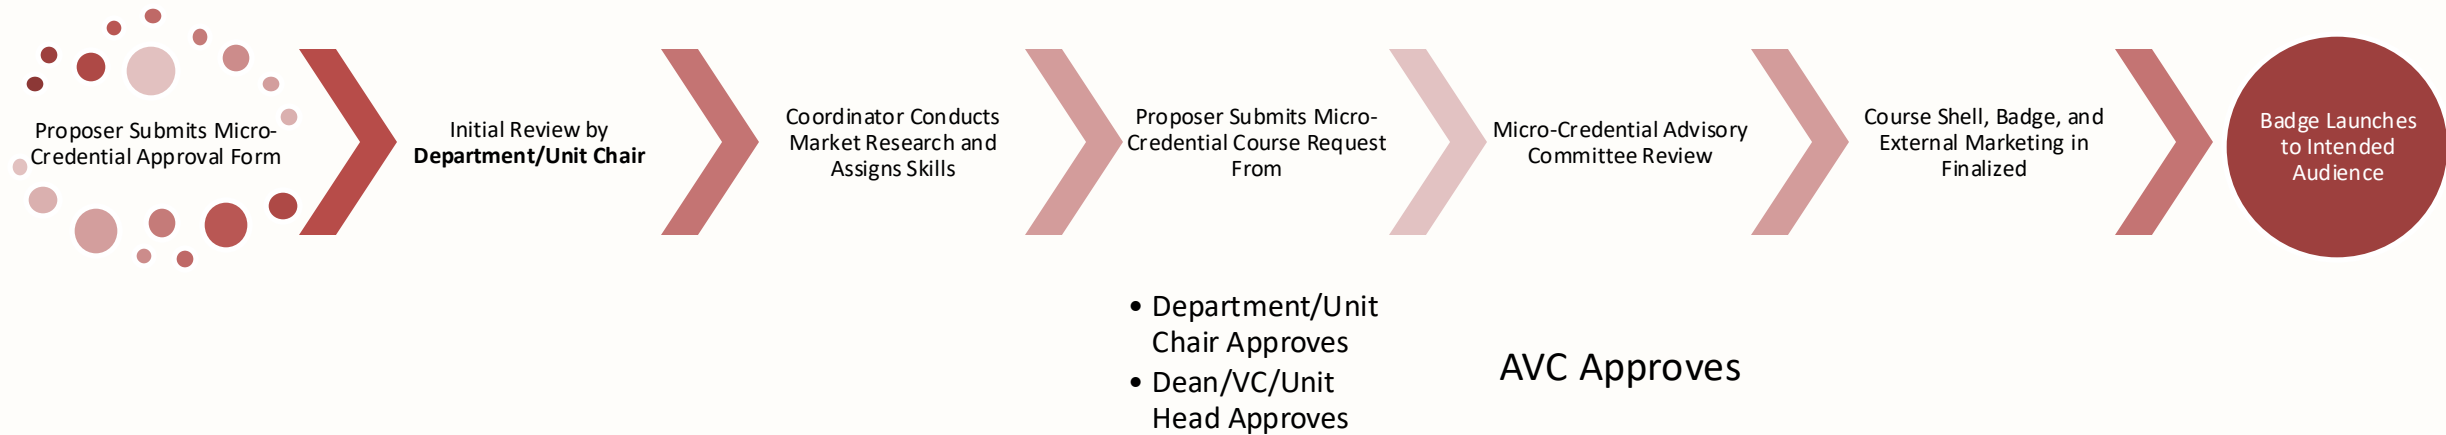 Proposer Submits Micro-
Credential Approval Form
Initial Review by
Department/Unit Chair
Coordinator Conducts
Market Research and
Assigns Skills
Proposer Submits Micro-
Credential Course Request
From
Micro-Credential Advisory
Committee Review
Course Shell, Badge, and
External Marketing in
Finalized
Badge Launches
to Intended
Audience
• Department/Unit
Chair Approves
• Dean/VC/Unit
Head Approves
AVC Approves